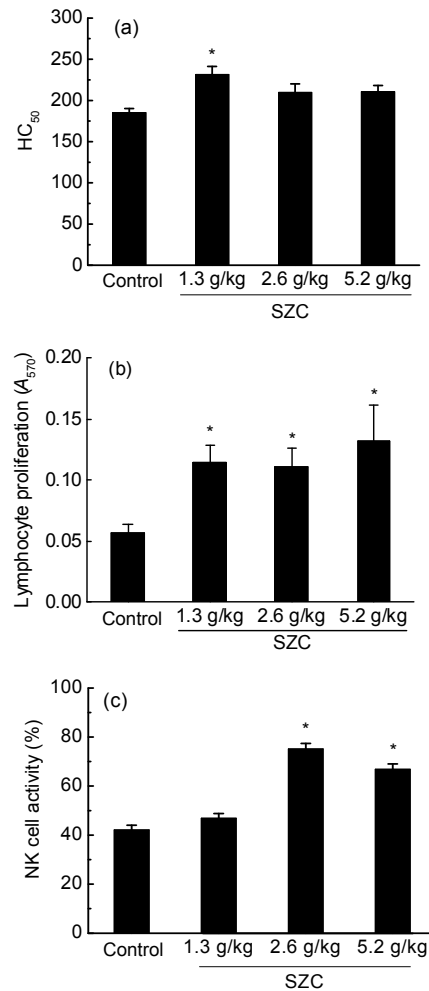 (a)
HC₅₀
300
250
200
150
100
50
0
*
Control 1.3 g/kg 2.6 g/kg 5.2 g/kg
SZC
(b)
Lymphocyte proliferation (A₅₇₀)
0.20
0.15
0.10
0.05
0.00
* * *
Control 1.3 g/kg 2.6 g/kg 5.2 g/kg
SZC
(c)
NK cell activity (%)
100
80
60
40
20
0
* *
Control 1.3 g/kg 2.6 g/kg 5.2 g/kg
SZC